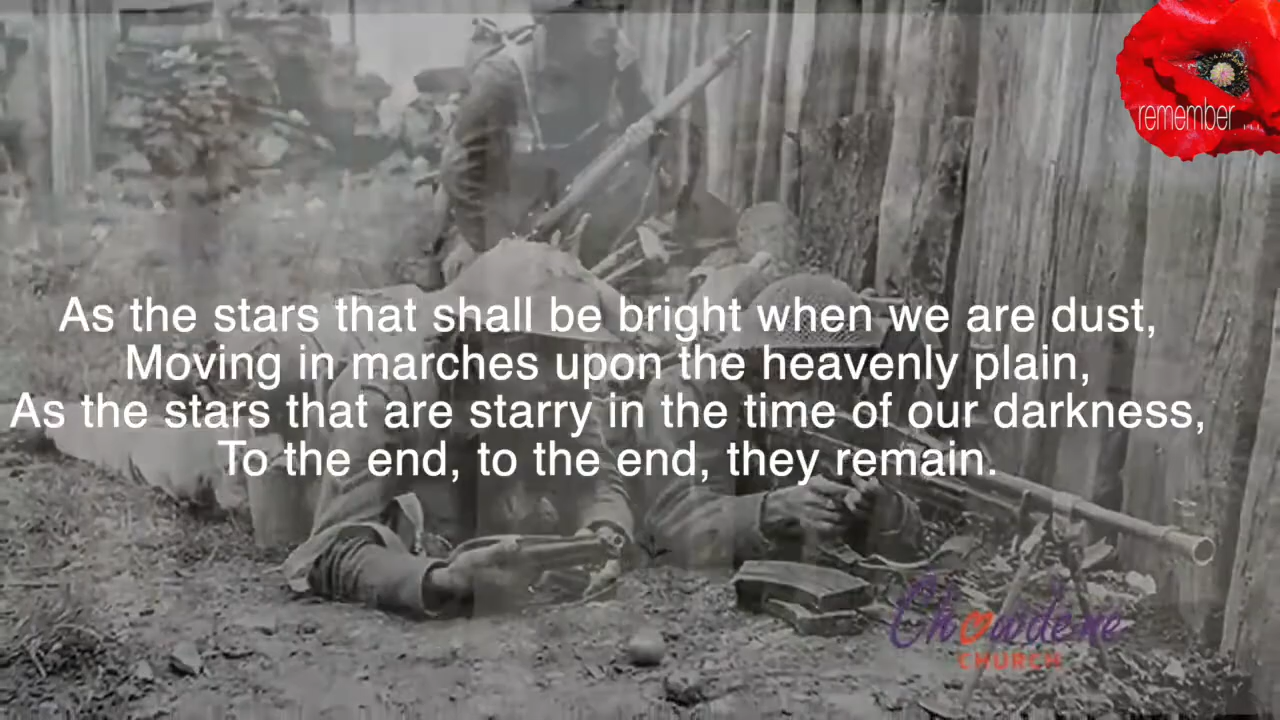 remember...
As the stars that shall be bright when we are dust,
Moving in marches upon the heavenly plain,
As the stars that are starry in the time of our darkness,
To the end, to the end, they remain.
Chowdene
CHURCH